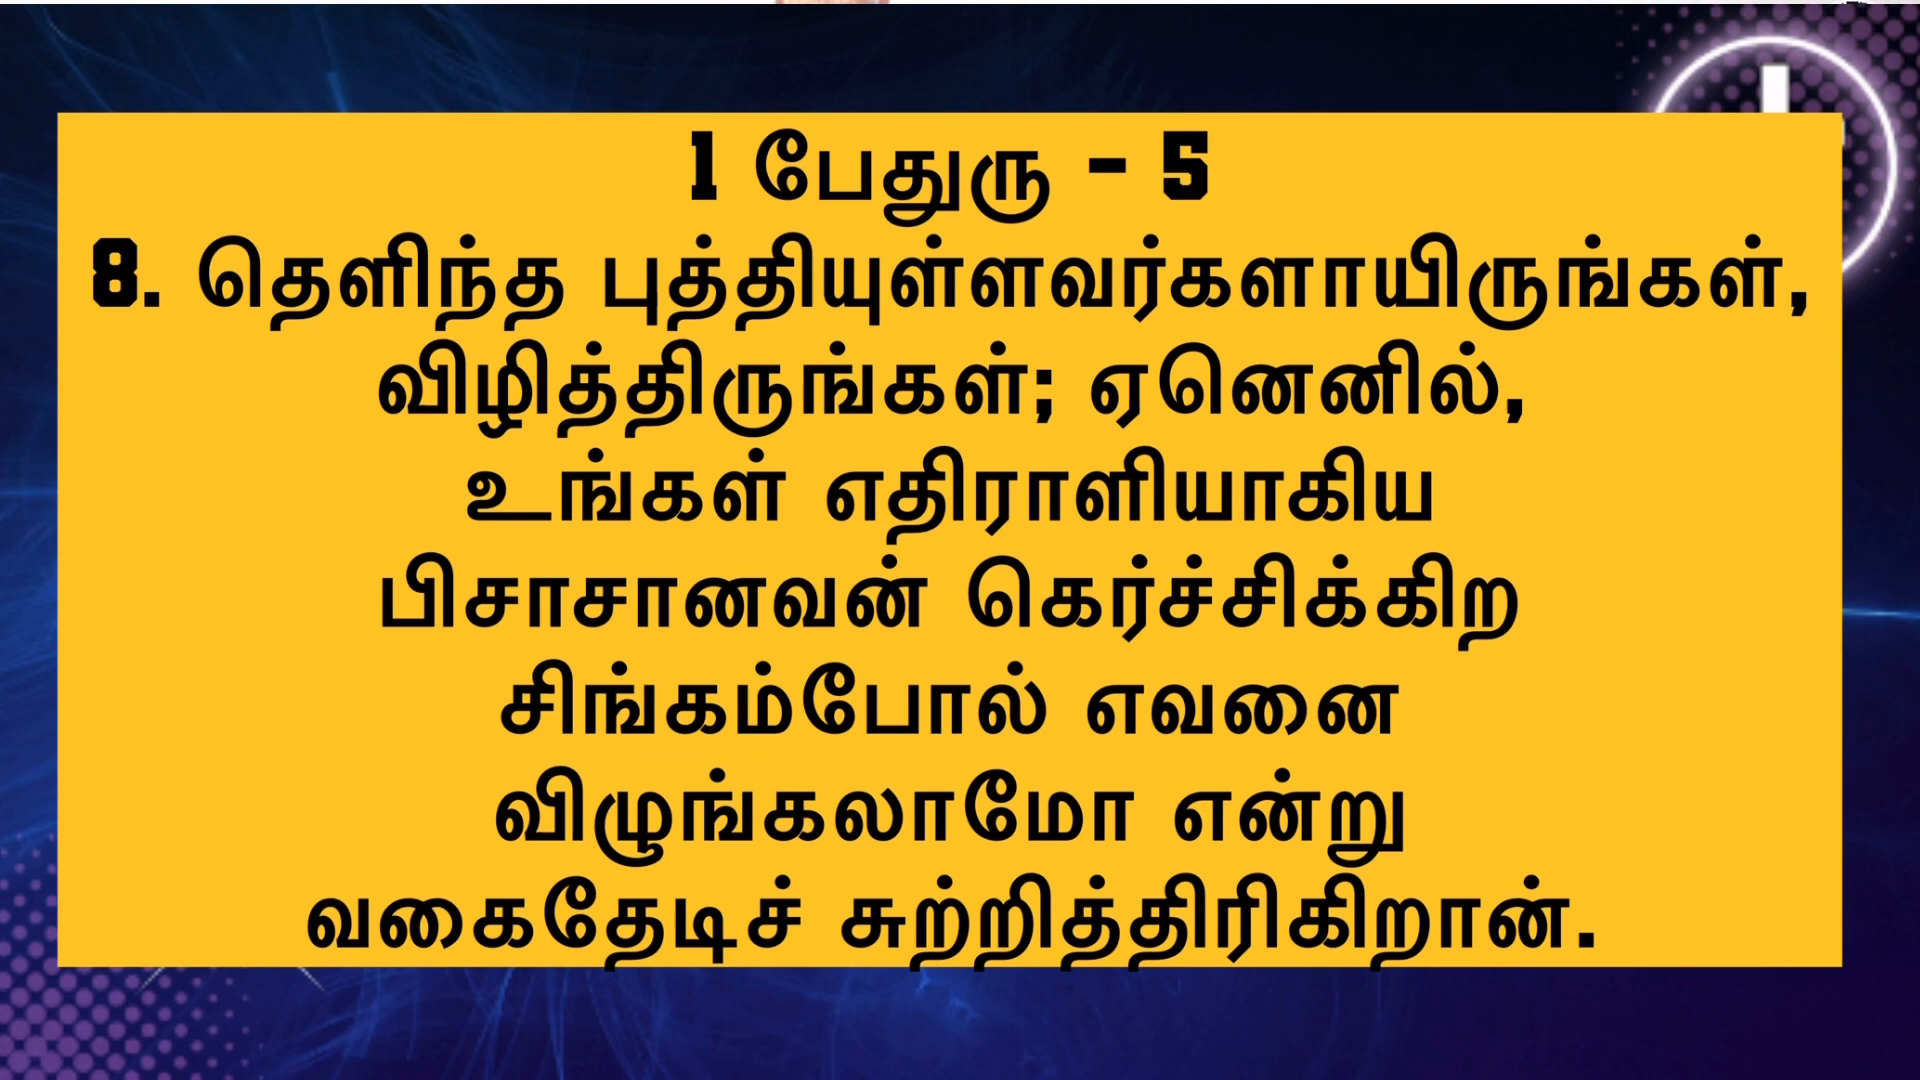 1 பேதுரு - 5
8. தெளிந்த புத்தியுள்ளவர்களாயிருங்கள்,
விழித்திருங்கள்; ஏனெனில்,
உங்கள் எதிராளியாகிய
பிசாசானவன் கெர்ச்சிக்கிற
சிங்கம்போல் எவனை
விழுங்கலாமோ என்று
வகைதேடிச் சுற்றித்திரிகிறான்.